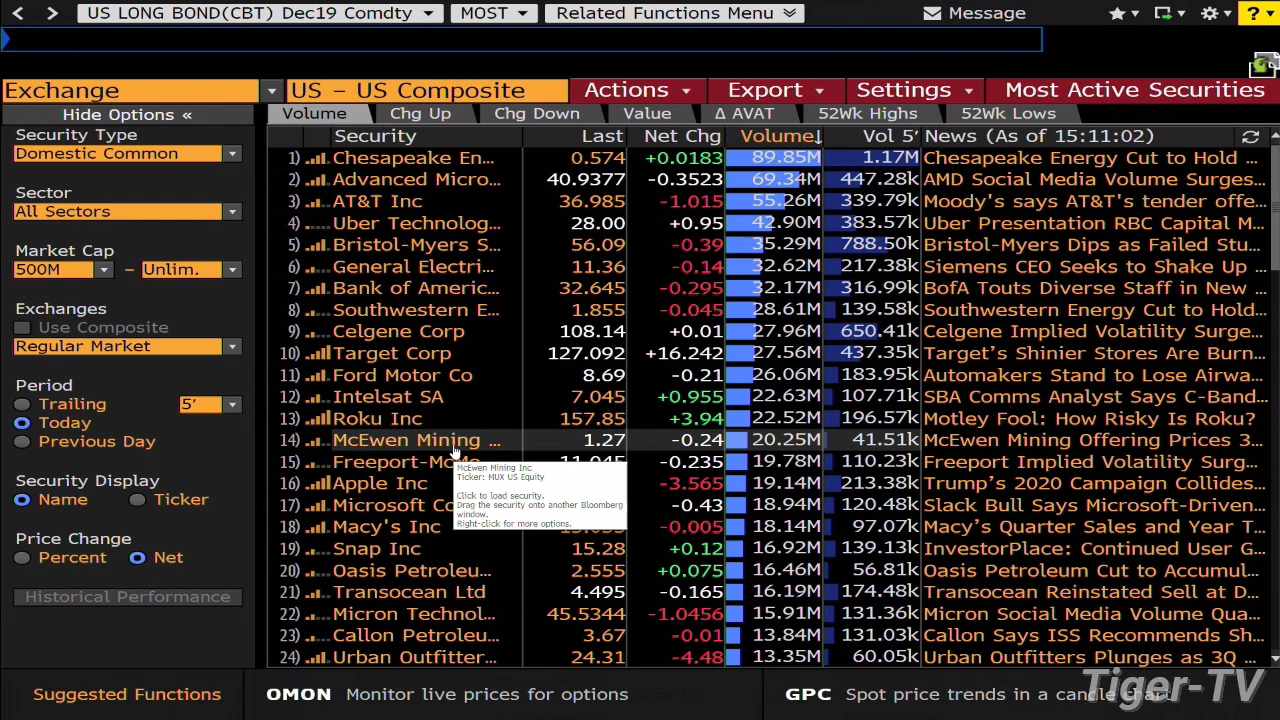 US LONG BOND(CBT) Dec19 Comdty MOST Related Functions Menu Message ?
Exchange US - US Composite Actions Export Settings Most Active Securities
Hide Options «
Volume Chg Up Chg Down Value Δ AVAT 52Wk Highs 52Wk Lows
Security Type
Domestic Common
Sector
All Sectors
Market Cap
500M - Unlim.
Exchanges
Use Composite
Regular Market
Period
Trailing 5'
Today
Previous Day
Security Display
Name Ticker
Price Change
Percent Net
Historical Performance
Security Last Net Chg Volume↓ Vol 5' News (As of 15:11:02)
1) Chesapeake En... 0.574 +0.0183 89.85M 1.17M Chesapeake Energy Cut to Hold ...
2) Advanced Micro... 40.9377 -0.3523 69.34M 447.28k AMD Social Media Volume Surges...
3) AT&T Inc 36.985 -1.015 55.26M 339.79k Moody's says AT&T's tender offe...
4) Uber Technolog... 28.00 +0.95 42.90M 383.57k Uber Presentation RBC Capital M...
5) Bristol-Myers S... 56.09 -0.39 35.29M 788.50k Bristol-Myers Dips as Failed Stu...
6) General Electri... 11.36 -0.14 32.62M 217.38k Siemens CEO Seeks to Shake Up ...
7) Bank of Americ... 32.645 -0.295 32.17M 316.99k BofA Touts Diverse Staff in New ...
8) Southwestern E... 1.855 -0.045 28.61M 139.58k Southwestern Energy Cut to Hold...
9) Celgene Corp 108.14 +0.01 27.96M 650.41k Celgene Implied Volatility Surge...
10) Target Corp 127.092 +16.242 27.56M 437.35k Target's Shinier Stores Are Burn...
11) Ford Motor Co 8.69 -0.21 26.06M 183.95k Automakers Stand to Lose Airwa...
12) Intelsat SA 7.045 +0.955 22.63M 107.71k SBA Comms Analyst Says C-Band...
13) Roku Inc 157.85 +3.94 22.52M 196.57k Motley Fool: How Risky Is Roku?
14) McEwen Mining ... 1.27 -0.24 20.25M 41.51k McEwen Mining Offering Prices 3...
15) -0.235 19.78M 110.23k Freeport Implied Volatility Surg...
16) Apple Inc -3.565 19.14M 213.38k Trump's 2020 Campaign Collides...
17) Microsoft -0.43 18.94M 120.48k Slack Bull Says Microsoft-Driven...
18) Macy's Inc -0.005 18.14M 97.07k Macy's Quarter Sales and Year T...
19) Snap Inc 15.28 +0.12 16.92M 139.13k InvestorPlace: Continued User G...
20) Oasis Petroleu... 2.555 +0.075 16.46M 56.81k Oasis Petroleum Cut to Accumul...
21) Transocean Ltd 4.495 -0.165 16.19M 174.48k Transocean Reinstated Sell at D...
22) Micron Technol... 45.5344 -1.0456 15.91M 131.36k Micron Social Media Volume Qua...
23) Callon Petroleu... 3.67 -0.01 13.84M 131.03k Callon Says ISS Recommends Sh...
24) Urban Outfitter... 24.31 -4.48 13.35M 60.05k Urban Outfitters Plunges as 3Q ...
McEwen Mining Inc
Ticker: MUX US Equity
Click to load security.
Drag the security onto another Bloomberg
window.
Right-click for more options.
Suggested Functions OMON Monitor live prices for options GPC Spot price trends in a candle chart
Tiger-TV